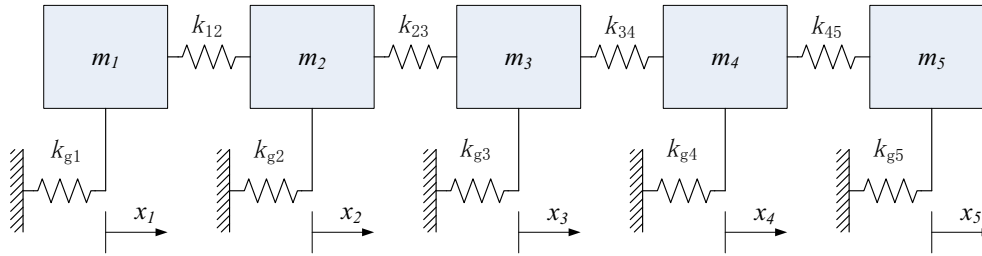 k12 k23 k34 k45
m1 m2 m3 m4 m5
kg1 kg2 kg3 kg4 kg5
x1 x2 x3 x4 x5